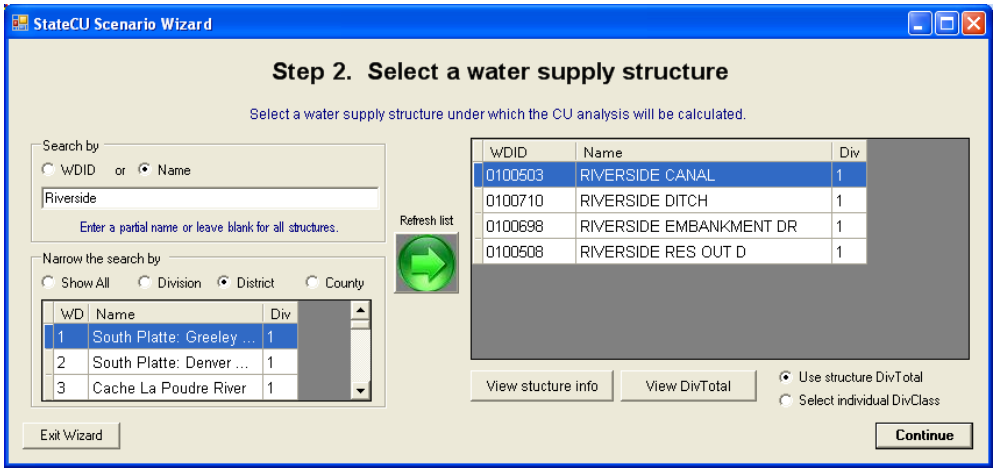 StateCU Scenario Wizard
Step 2. Select a water supply structure
Select a water supply structure under which the CU analysis will be calculated.
Search by
WDID or Name
Riverside
Enter a partial name or leave blank for all structures.
Narrow the search by
Show All Division District County
WD Name Div
1 South Platte: Greeley ... 1
2 South Platte: Denver ... 1
3 Cache La Poudre River 1
Refresh list
WDID Name Div
0100503 RIVERSIDE CANAL 1
0100710 RIVERSIDE DITCH 1
0100698 RIVERSIDE EMBANKMENT DR 1
0100508 RIVERSIDE RES OUT D 1
View stucture info View DivTotal
Use structure DivTotal
Select individual DivClass
Exit Wizard
Continue